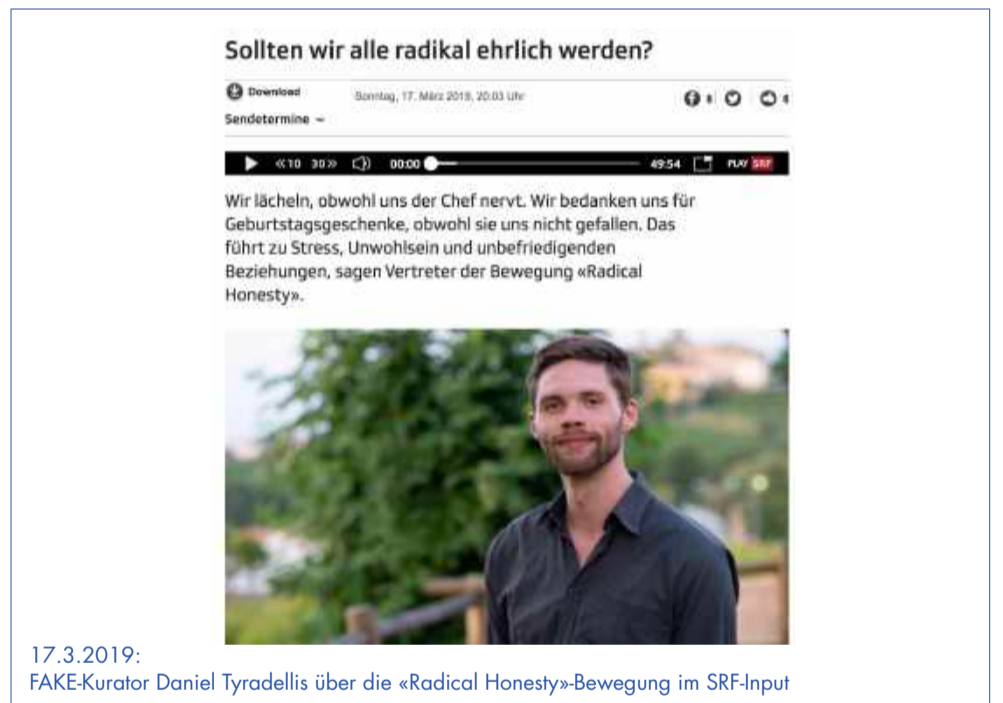 Sollten wir alle radikal ehrlich werden?
Download
Sonntag, 17. März 2019, 20:03 Uhr
Sendetermine
10 30 00:00 49:54 PLAY SRF
Wir lächeln, obwohl uns der Chef nervt. Wir bedanken uns für
Geburtstagsgeschenke, obwohl sie uns nicht gefallen. Das
führt zu Stress, Unwohlsein und unbefriedigenden
Beziehungen, sagen Vertreter der Bewegung «Radical
Honesty».
17.3.2019:
FAKE-Kurator Daniel Tyradellis über die «Radical Honesty»-Bewegung im SRF-Input